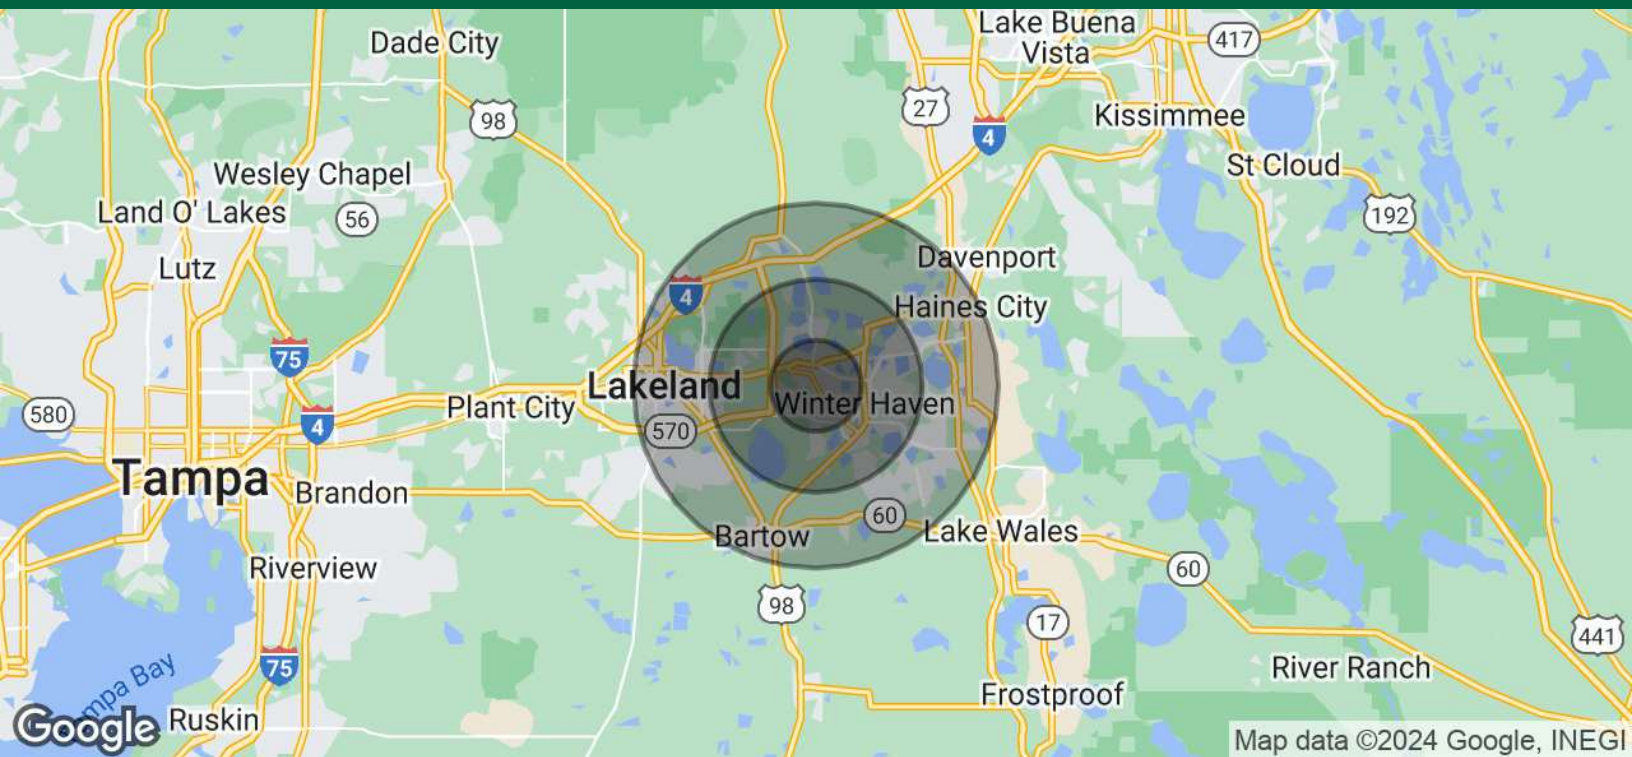 Lake Buena
Vista
417
Dade City
27
98
4
Kissimmee
St Cloud
Wesley Chapel
Land O' Lakes
56
192
Lutz
Davenport
4
Haines City
75
Lakeland
580
Plant City
Winter Haven
4
570
Tampa
Brandon
60
Bartow
Lake Wales
Riverview
60
98
17
441
75
River Ranch
Frostproof
Ruskin
Google
Map data ©2024 Google, INEGI